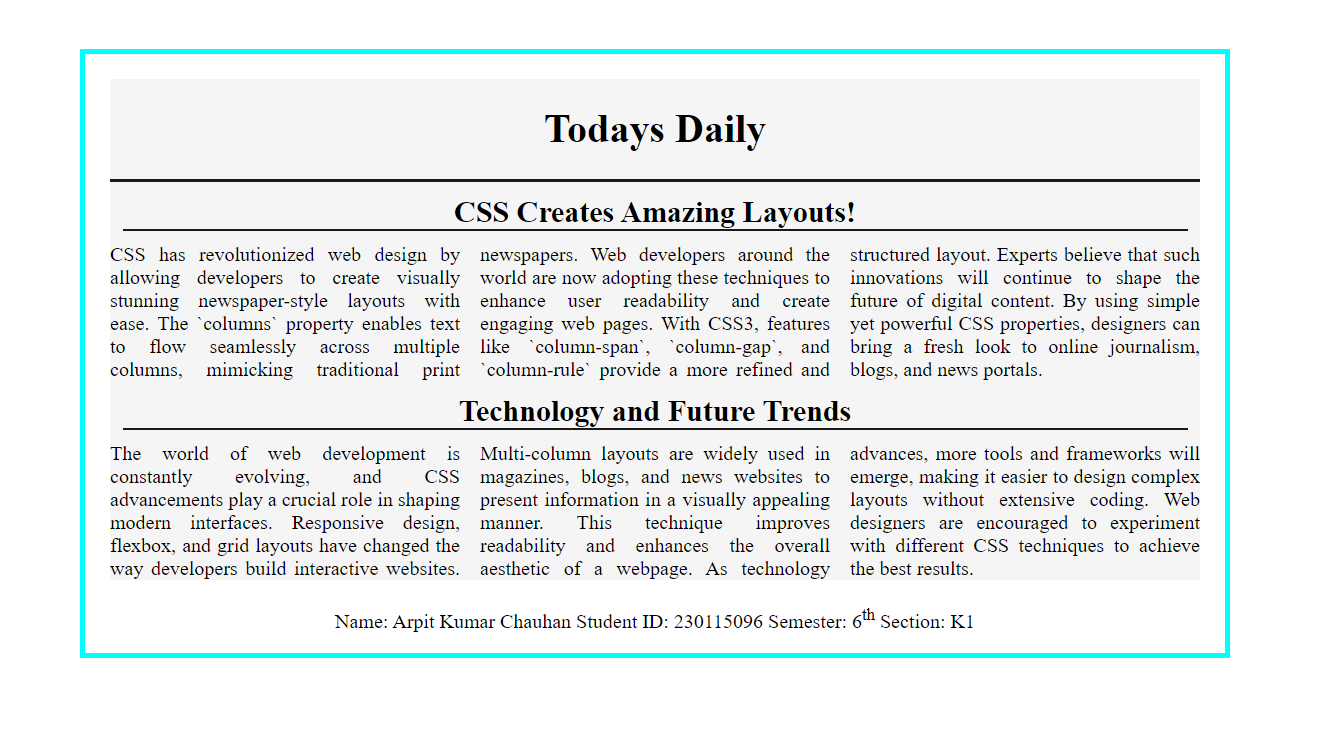 Todays Daily
CSS Creates Amazing Layouts!
CSS has revolutionized web design by
allowing developers to create visually
stunning newspaper-style layouts with
ease. The `columns` property enables text
to flow seamlessly across multiple
columns, mimicking traditional print
newspapers. Web developers around the
world are now adopting these techniques to
enhance user readability and create
engaging web pages. With CSS3, features
like `column-span`, `column-gap`, and
`column-rule` provide a more refined and
structured layout. Experts believe that such
innovations will continue to shape the
future of digital content. By using simple
yet powerful CSS properties, designers can
bring a fresh look to online journalism,
blogs, and news portals.
Technology and Future Trends
The world of web development is
constantly evolving, and CSS
advancements play a crucial role in shaping
modern interfaces. Responsive design,
flexbox, and grid layouts have changed the
way developers build interactive websites.
Multi-column layouts are widely used in
magazines, blogs, and news websites to
present information in a visually appealing
manner. This technique improves
readability and enhances the overall
aesthetic of a webpage. As technology
advances, more tools and frameworks will
emerge, making it easier to design complex
layouts without extensive coding. Web
designers are encouraged to experiment
with different CSS techniques to achieve
the best results.
Name: Arpit Kumar Chauhan Student ID: 230115096 Semester: 6th Section: K1